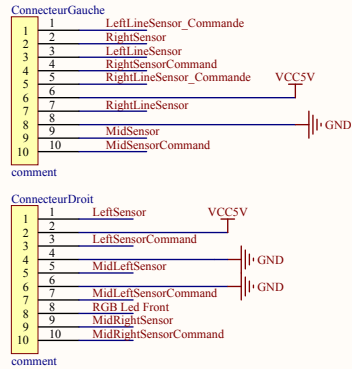 ConnecteurGauche
1 1 LeftLineSensor_Commande
2 2 RightSensor
3 3 LeftLineSensor
4 4 RightSensorCommand
5 5 RightLineSensor_Commande
6 6 VCC5V
7 7 RightLineSensor
8 8 GND
9 9 MidSensor
10 10 MidSensorCommand
comment
ConnecteurDroit
1 1 LeftSensor
2 2 VCC5V
3 3 LeftSensorCommand
4 4 GND
5 5 MidLeftSensor
6 6 GND
7 7 MidLeftSensorCommand
8 8 RGB Led Front
9 9 MidRightSensor
10 10 MidRightSensorCommand
comment